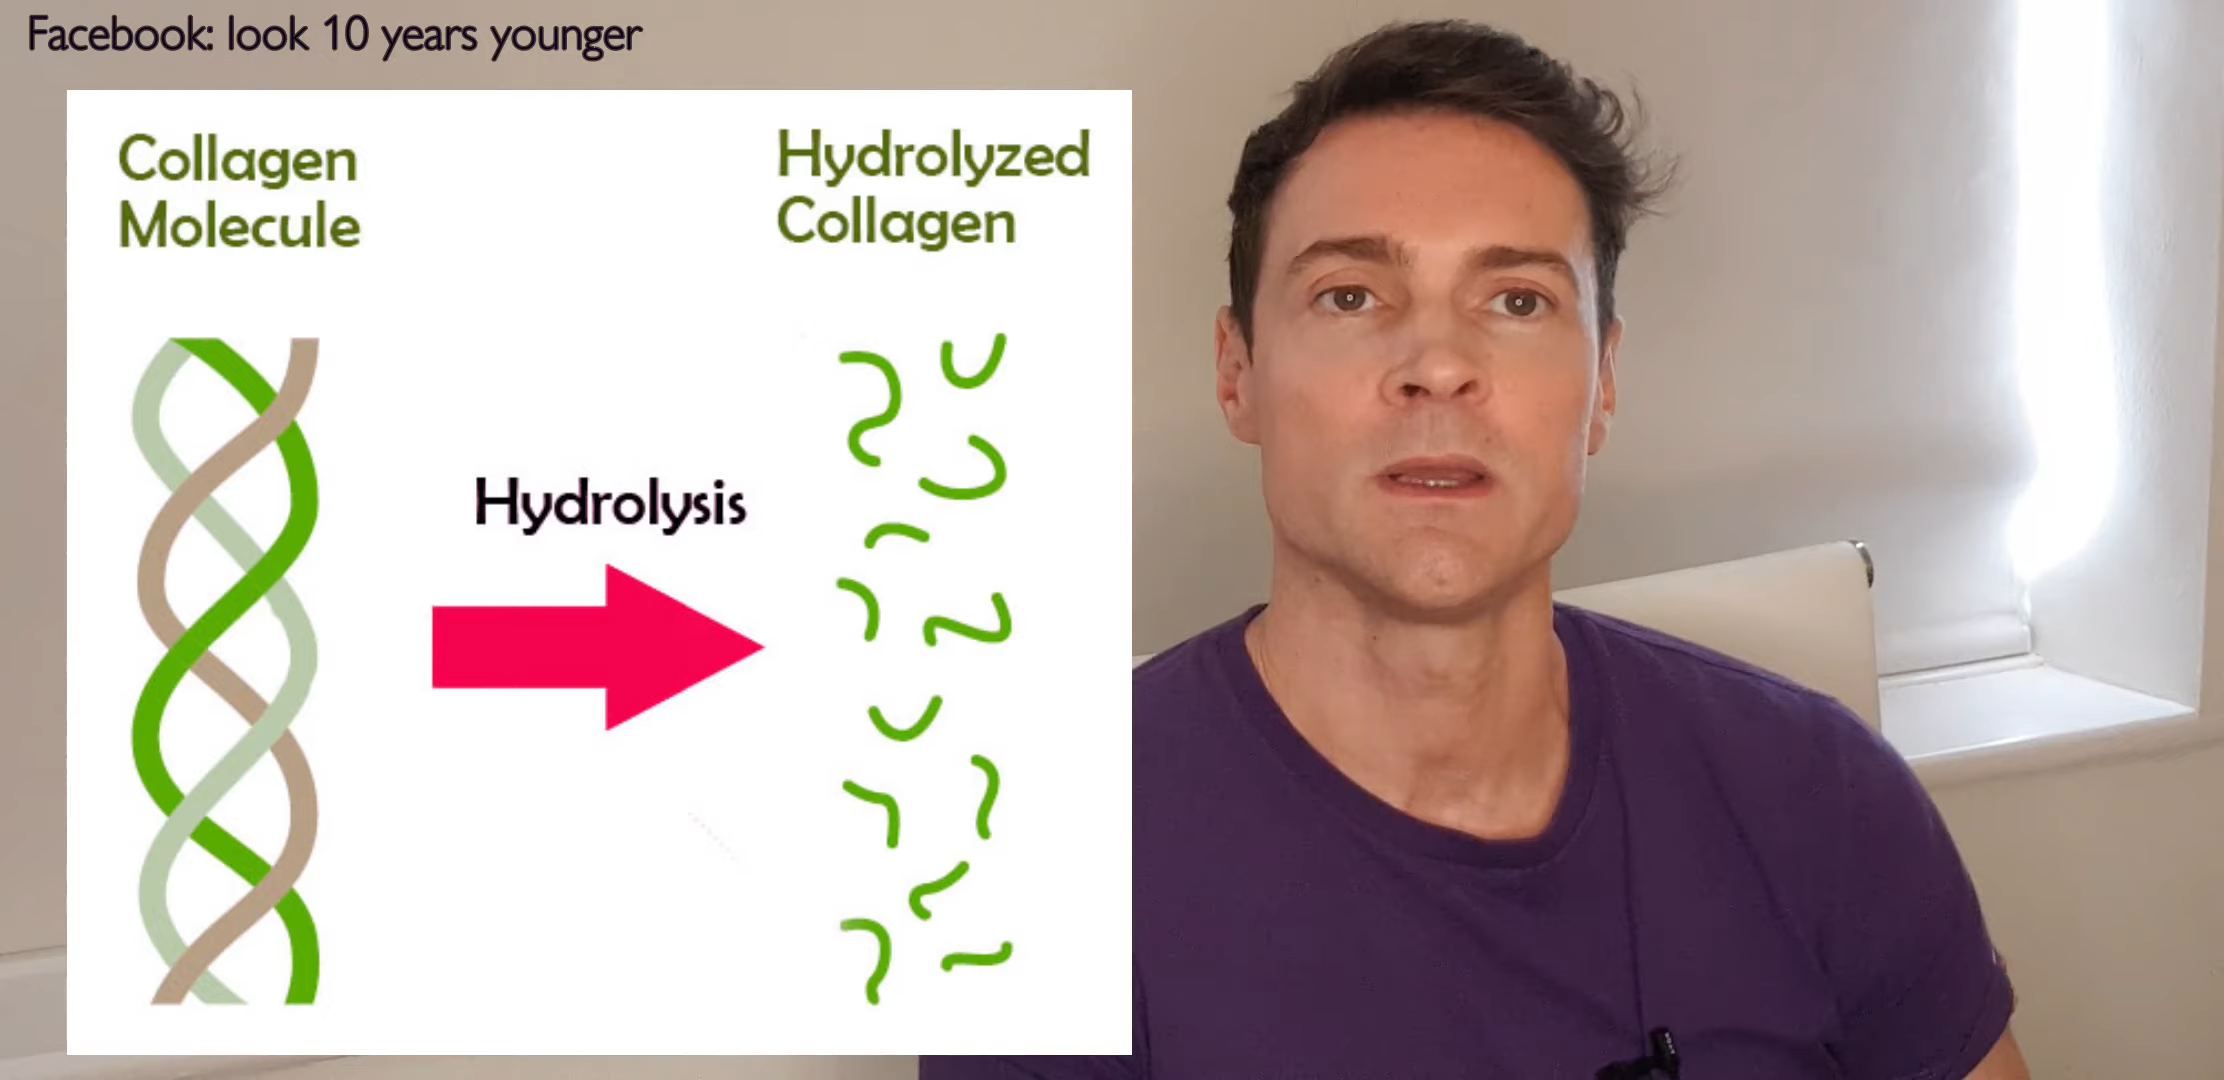 Facebook: look 10 years younger
Collagen
Molecule
Hydrolyzed
Collagen
Hydrolysis